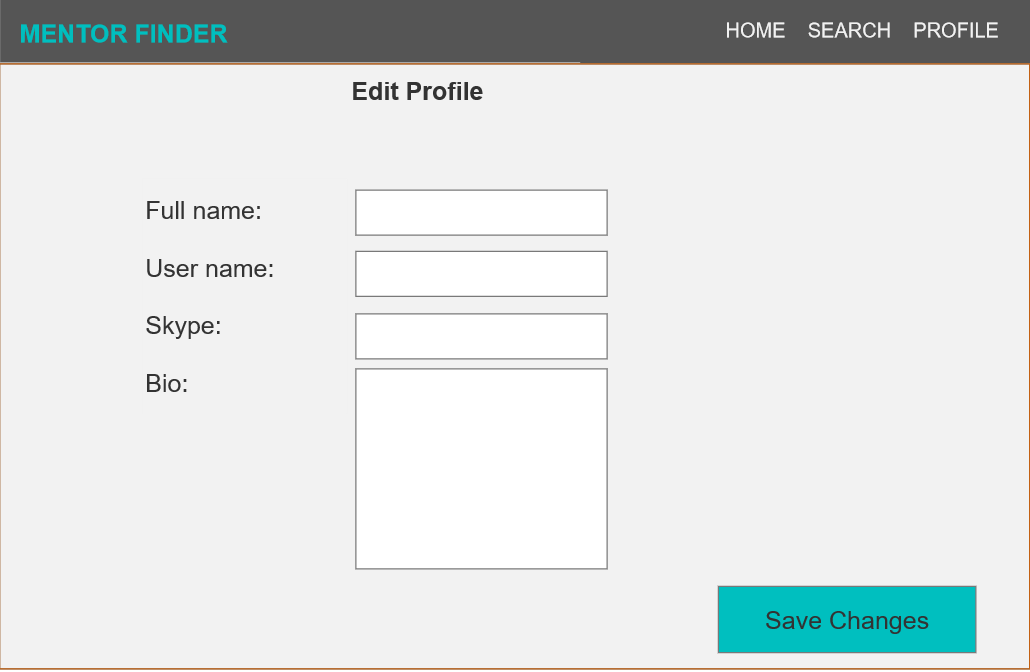 MENTOR FINDER
HOME SEARCH PROFILE
Edit Profile
Full name:
User name:
Skype:
Bio:
Save Changes